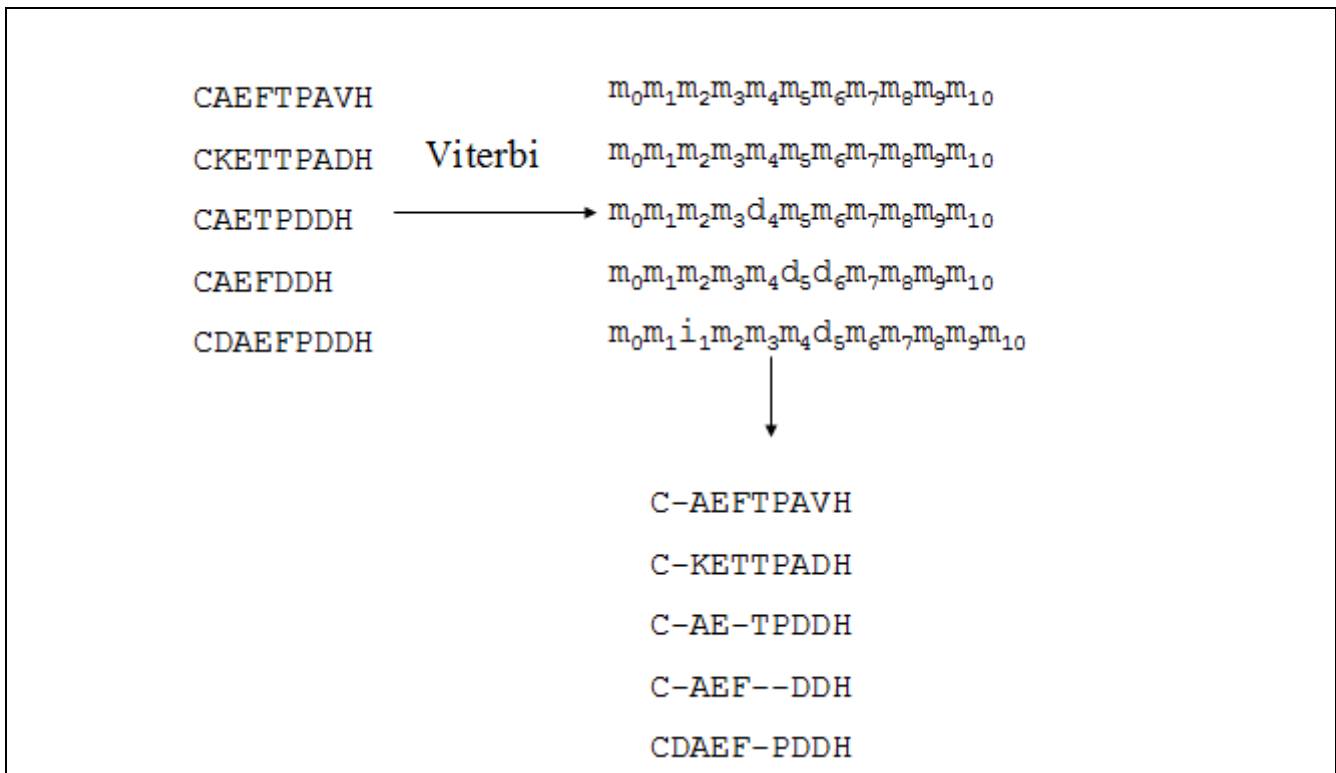 CAEFTPAVH m₀m₁m₂m₃m₄m₅m₆m₇m₈m₉m₁₀
CKETTPADH Viterbi m₀m₁m₂m₃m₄m₅m₆m₇m₈m₉m₁₀
CAETPDDH m₀m₁m₂m₃d₄m₅m₆m₇m₈m₉m₁₀
CAEFDDH m₀m₁m₂m₃m₄d₅d₆m₇m₈m₉m₁₀
CDAEFPDDH m₀m₁i₁m₂m₃m₄d₅m₆m₇m₈m₉m₁₀
C-AEFTPAVH
C-KETTPADH
C-AE-TPDDH
C-AEF--DDH
CDAEF-PDDH